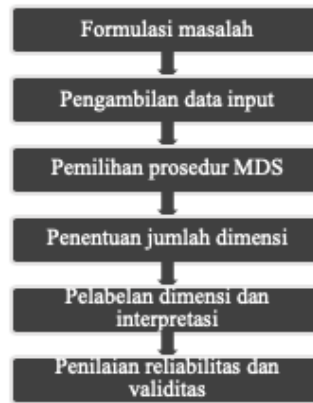 Formulasi masalah
Pengambilan data input
Pemilihan prosedur MDS
Penentuan jumlah dimensi
Pelabelan dimensi dan
interpretasi
Penilaian reliabilitas dan
validitas